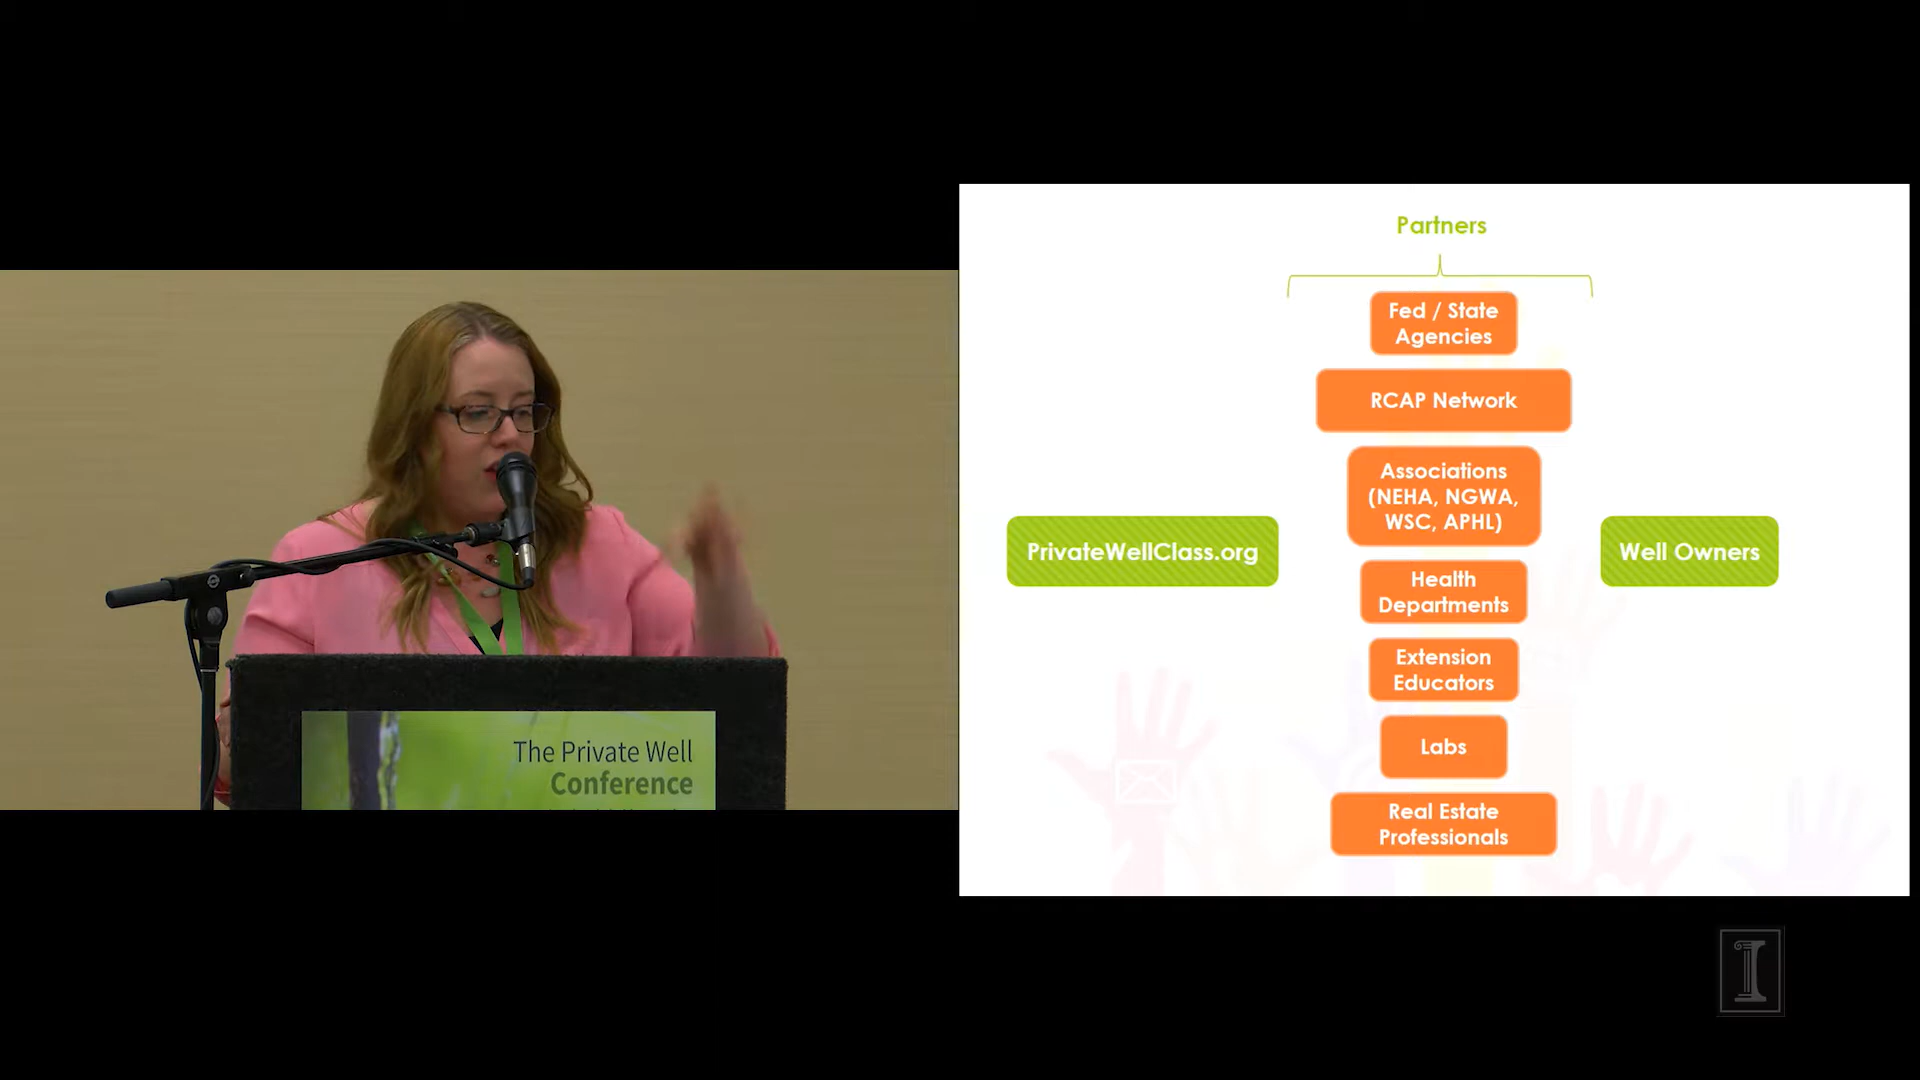 Partners
Fed / State
Agencies
RCAP Network
Associations
(NEHA, NGWA,
WSC, APHL)
PrivateWellClass.org
Well Owners
Health
Departments
Extension
Educators
Labs
Real Estate
Professionals
The Private Well
Conference
I